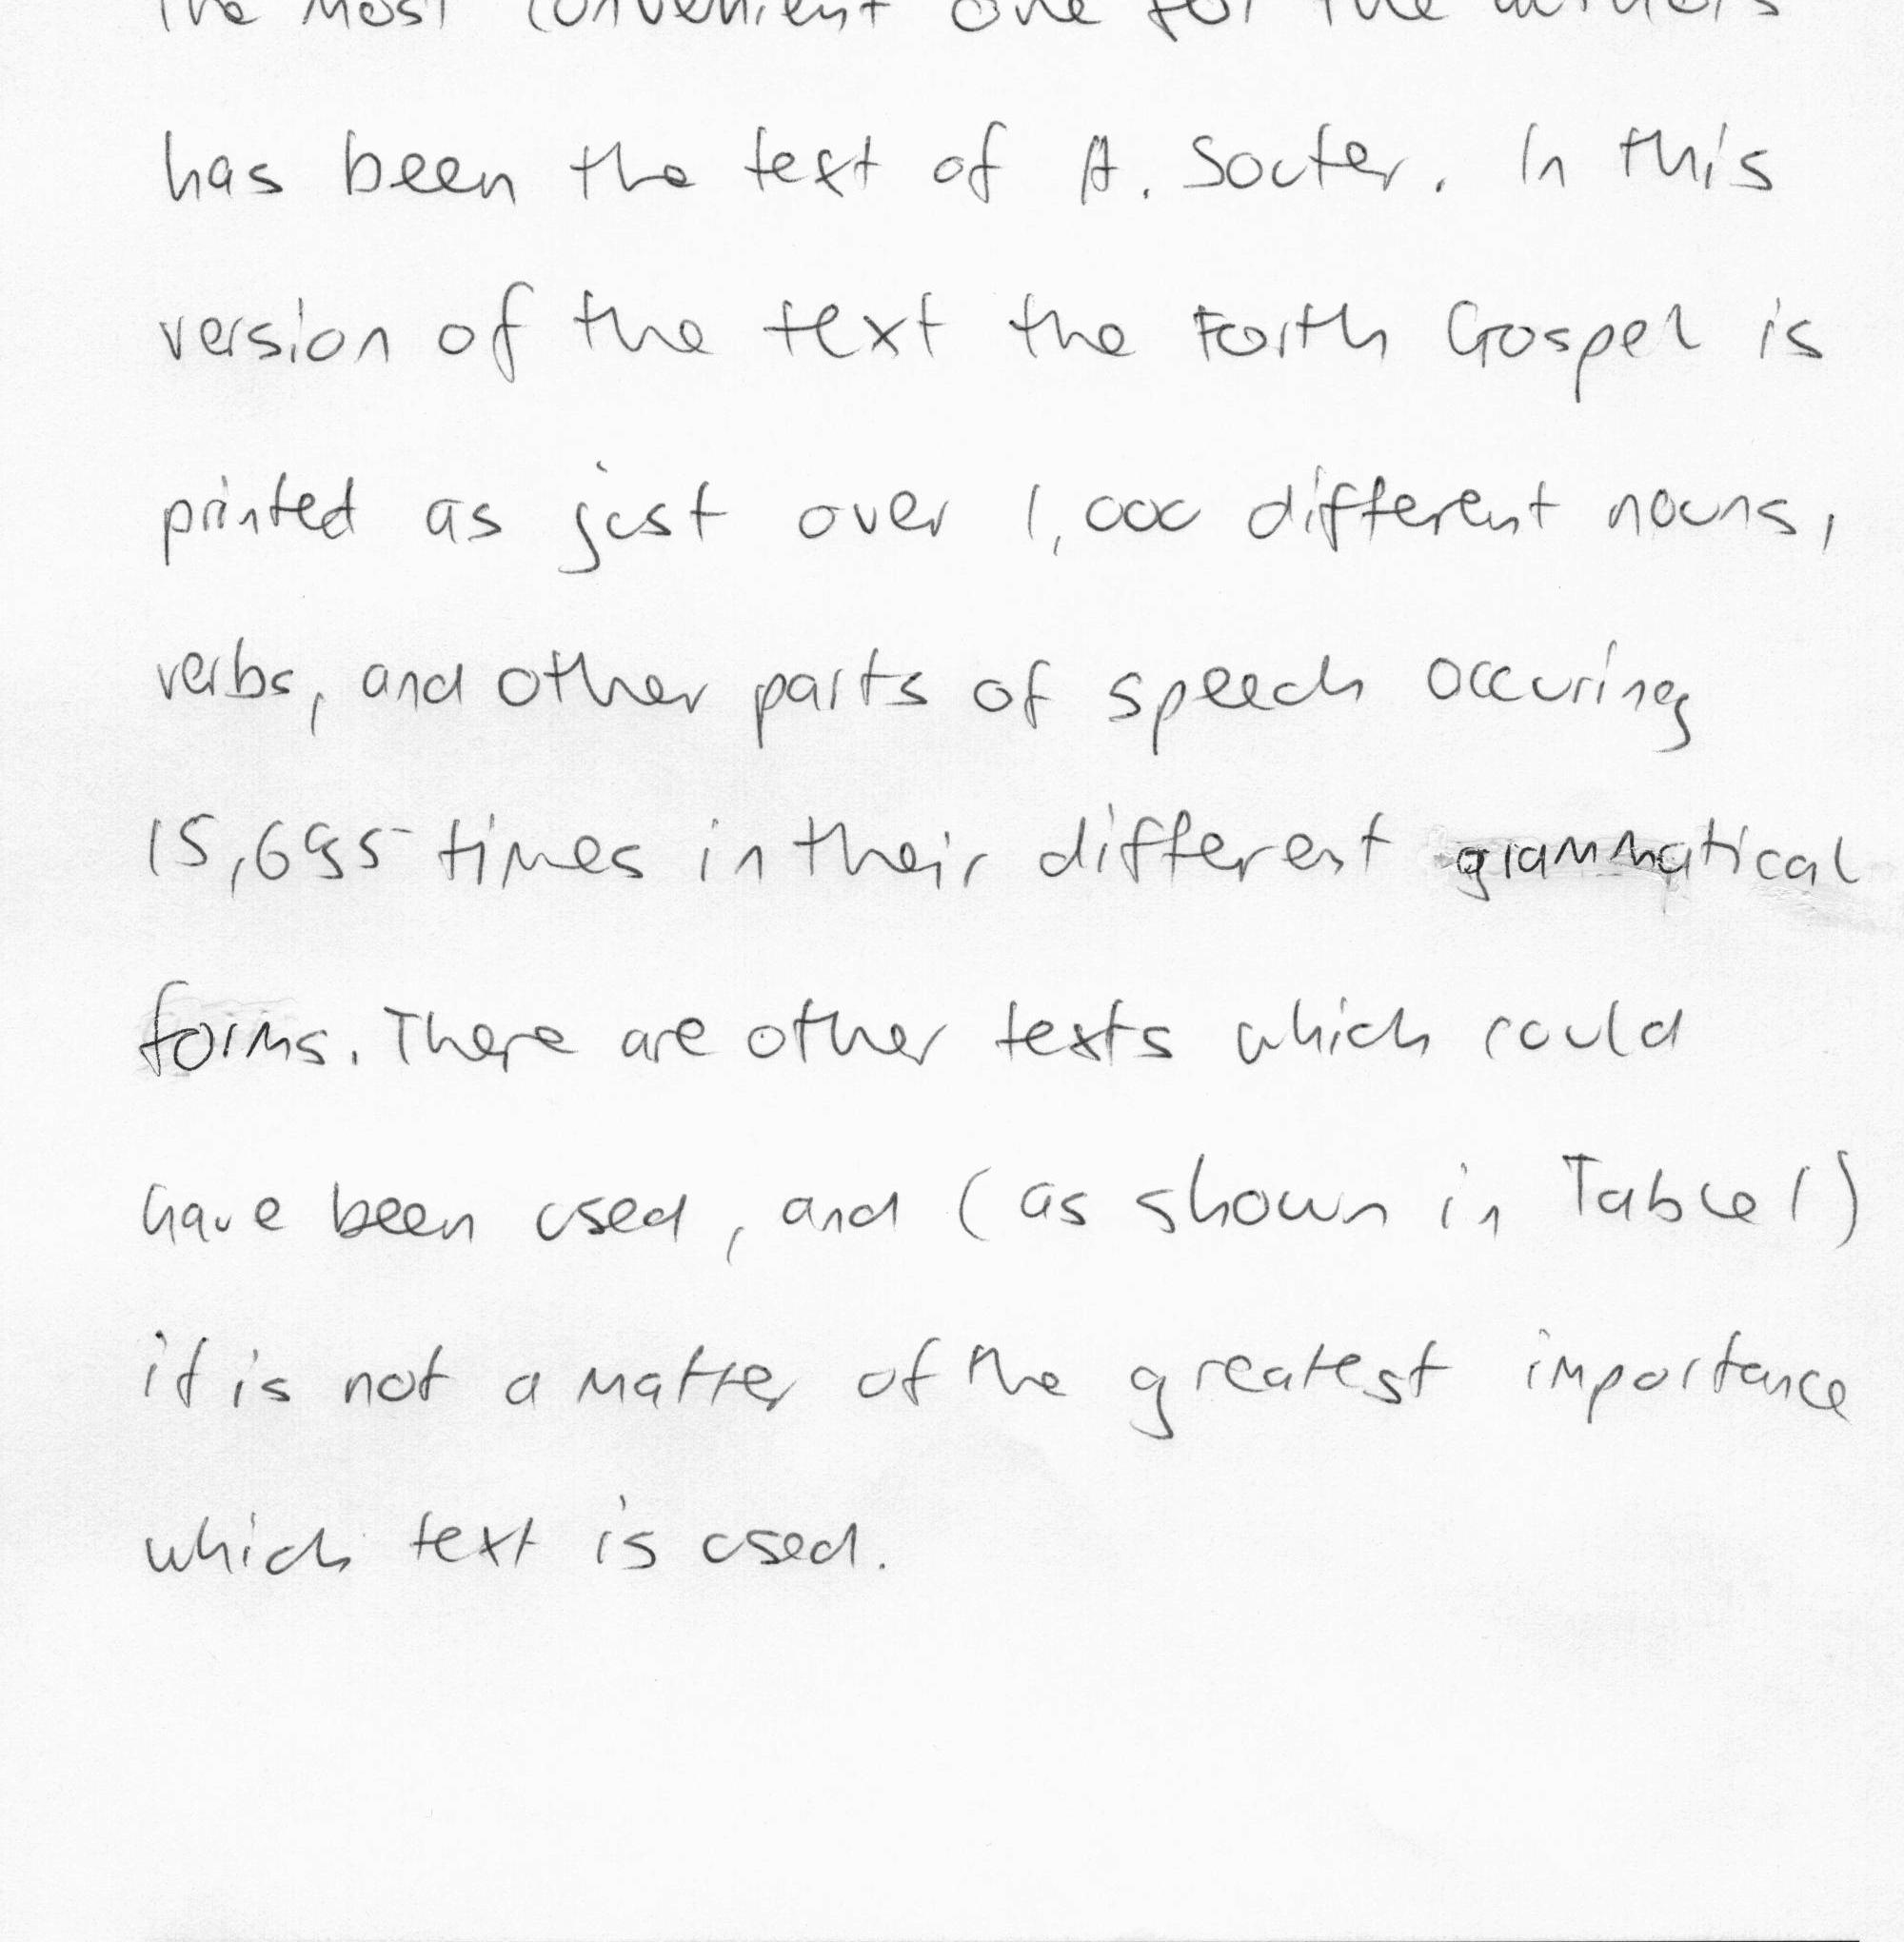 the most convenient one for the authors
has been the text of A. Souter. In this
version of the text the Forth Gospel is
printed as just over 1,000 different nouns,
verbs, and other parts of speech occuring
15,695 times in their different grammatical
forms. There are other texts which could
have been used, and (as shown in Table 1)
it is not a matter of the greatest importance
which text is used.